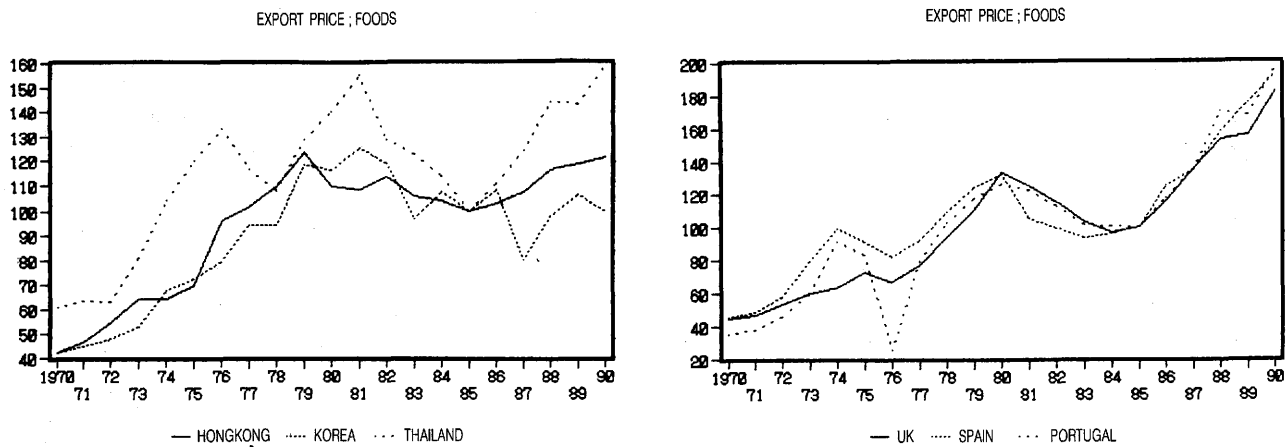 EXPORT PRICE ; FOODS
160
150
140
130
120
110
100
90
80
70
60
50
40
1970 72 74 76 78 80 82 84 86 88 90
71 73 75 77 79 81 83 85 87 89
HONGKONG KOREA THAILAND
EXPORT PRICE ; FOODS
200
180
160
140
120
100
80
60
40
20
1970 72 74 76 78 80 82 84 86 88 90
71 73 75 77 79 81 83 85 87 89
UK SPAIN PORTUGAL